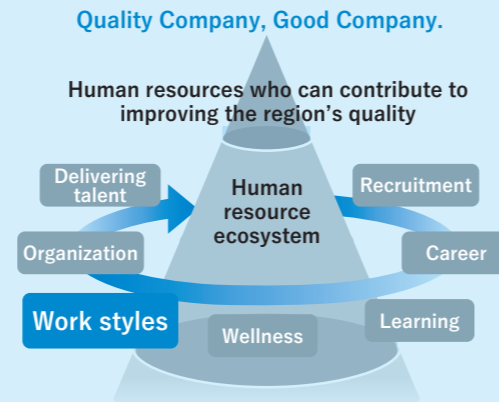 Quality Company, Good Company.
Human resources who can contribute to
improving the region's quality
Delivering
talent
Human
resource
ecosystem
Recruitment
Organization
Career
Work styles
Wellness
Learning